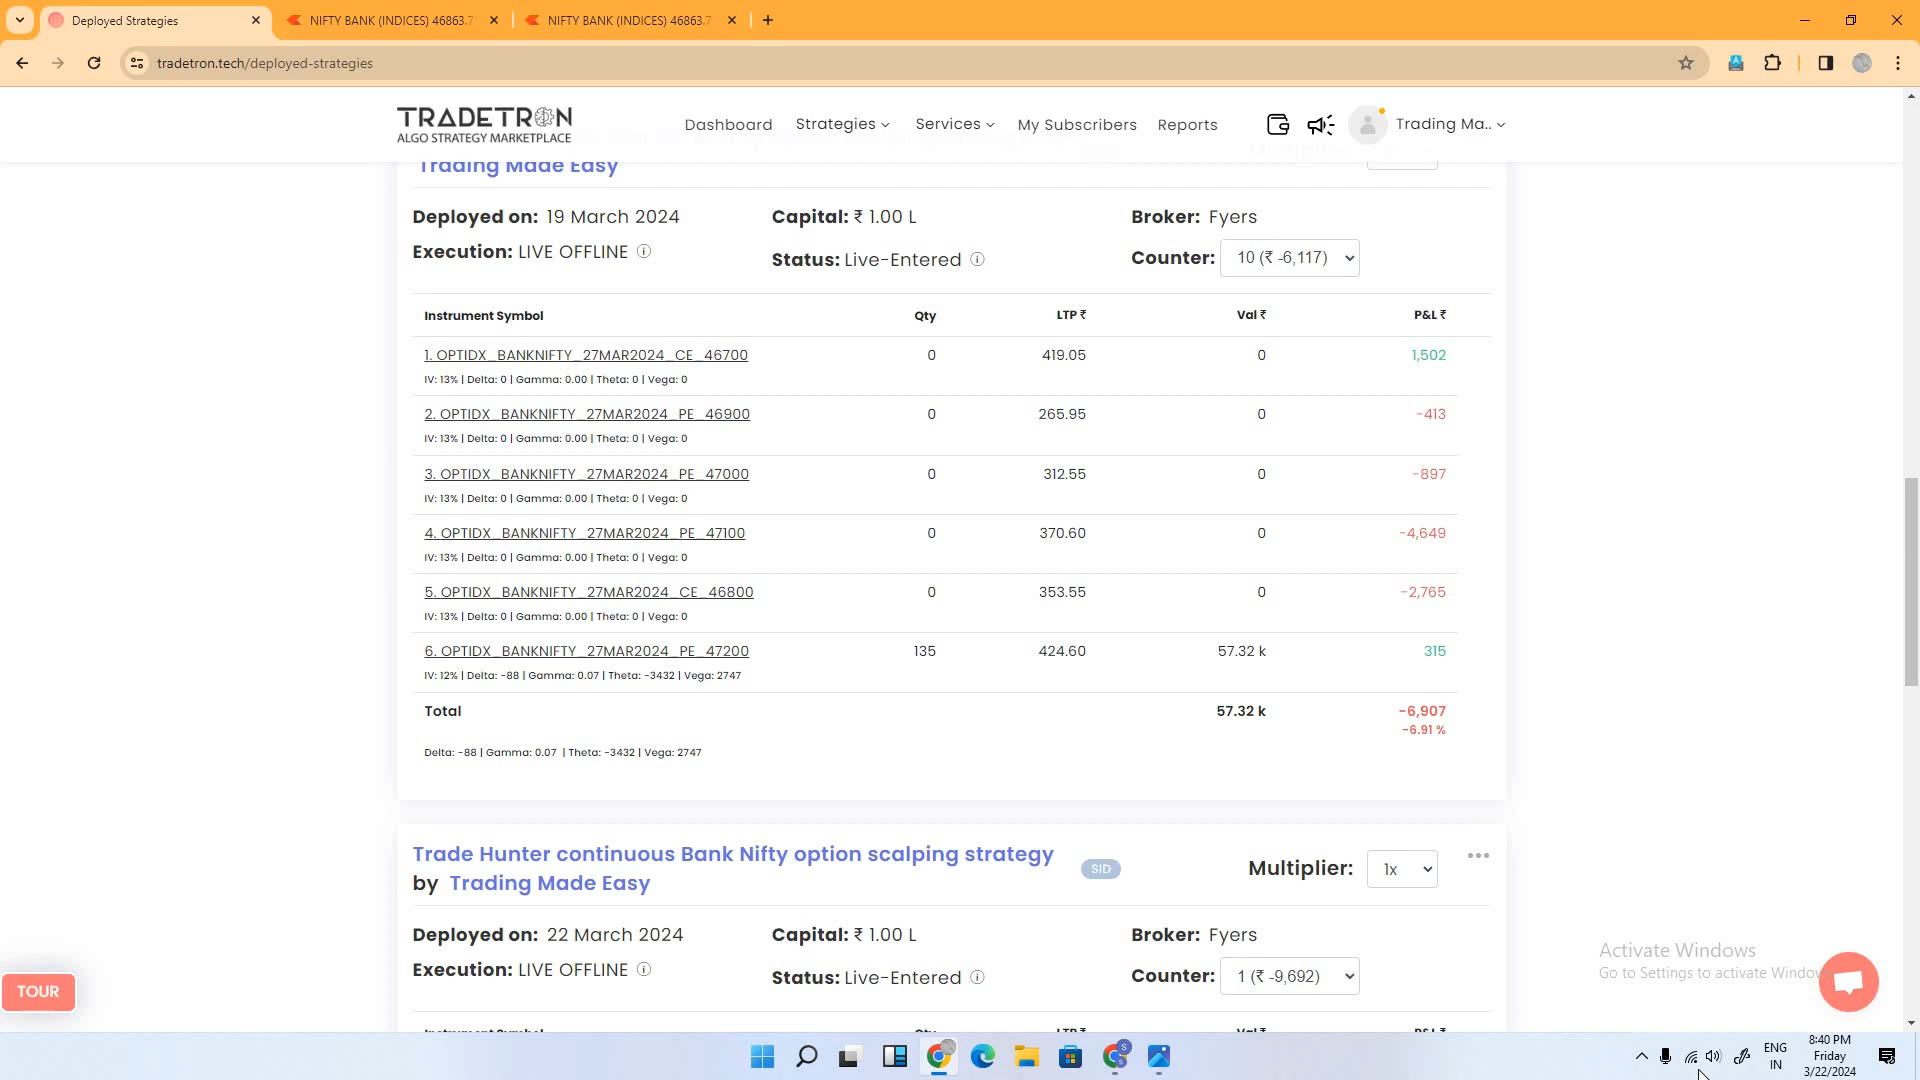 Deployed Strategies
NIFTY BANK (INDICES) 46863.7
NIFTY BANK (INDICES) 46863.7
tradetron.tech/deployed-strategies
TRADETRON
ALGO STRATEGY MARKETPLACE
Dashboard
Strategies
Services
My Subscribers
Reports
Trading Ma..
Trading Made Easy
Deployed on: 19 March 2024
Capital: ₹ 1.00 L
Broker: Fyers
Execution: LIVE OFFLINE
Status: Live-Entered
Counter: 10 (₹ -6,117)
Instrument Symbol Qty LTP ₹ Val ₹ P&L ₹
1. OPTIDX_BANKNIFTY_27MAR2024_CE_46700 0 419.05 0 1,502
IV: 13% | Delta: 0 | Gamma: 0.00 | Theta: 0 | Vega: 0
2. OPTIDX_BANKNIFTY_27MAR2024_PE_46900 0 265.95 0 -413
IV: 13% | Delta: 0 | Gamma: 0.00 | Theta: 0 | Vega: 0
3. OPTIDX_BANKNIFTY_27MAR2024_PE_47000 0 312.55 0 -897
IV: 13% | Delta: 0 | Gamma: 0.00 | Theta: 0 | Vega: 0
4. OPTIDX_BANKNIFTY_27MAR2024_PE_47100 0 370.60 0 -4,649
IV: 13% | Delta: 0 | Gamma: 0.00 | Theta: 0 | Vega: 0
5. OPTIDX_BANKNIFTY_27MAR2024_CE_46800 0 353.55 0 -2,765
IV: 13% | Delta: 0 | Gamma: 0.00 | Theta: 0 | Vega: 0
6. OPTIDX_BANKNIFTY_27MAR2024_PE_47200 135 424.60 57.32 k 315
IV: 12% | Delta: -88 | Gamma: 0.07 | Theta: -3432 | Vega: 2747
Total 57.32 k -6,907
-6.91 %
Delta: -88 | Gamma: 0.07 | Theta: -3432 | Vega: 2747
Trade Hunter continuous Bank Nifty option scalping strategy
by Trading Made Easy
SID
Multiplier: 1x
Deployed on: 22 March 2024
Capital: ₹ 1.00 L
Broker: Fyers
Execution: LIVE OFFLINE
Status: Live-Entered
Counter: 1 (₹ -9,692)
Instrument Symbol Qty LTP ₹ Val ₹ P&L ₹
Activate Windows
Go to Settings to activate Window
TOUR
S
ENG
IN
8:40 PM
Friday
3/22/2024